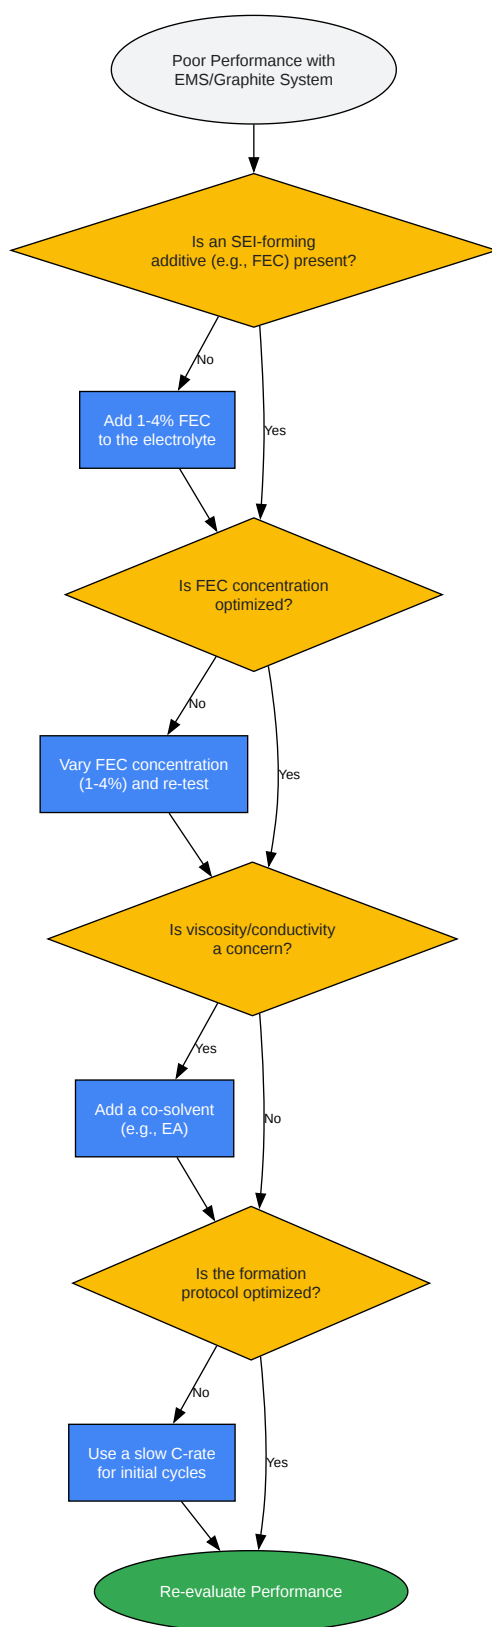 Poor Performance with
EMS/Graphite System
Is an SEI-forming
additive (e.g., FEC) present?
No
Yes
Add 1-4% FEC
to the electrolyte
Is FEC concentration
optimized?
No
Yes
Vary FEC concentration
(1-4%) and re-test
Is viscosity/conductivity
a concern?
Yes
No
Add a co-solvent
(e.g., EA)
Is the formation
protocol optimized?
No
Yes
Use a slow C-rate
for initial cycles
Re-evaluate Performance